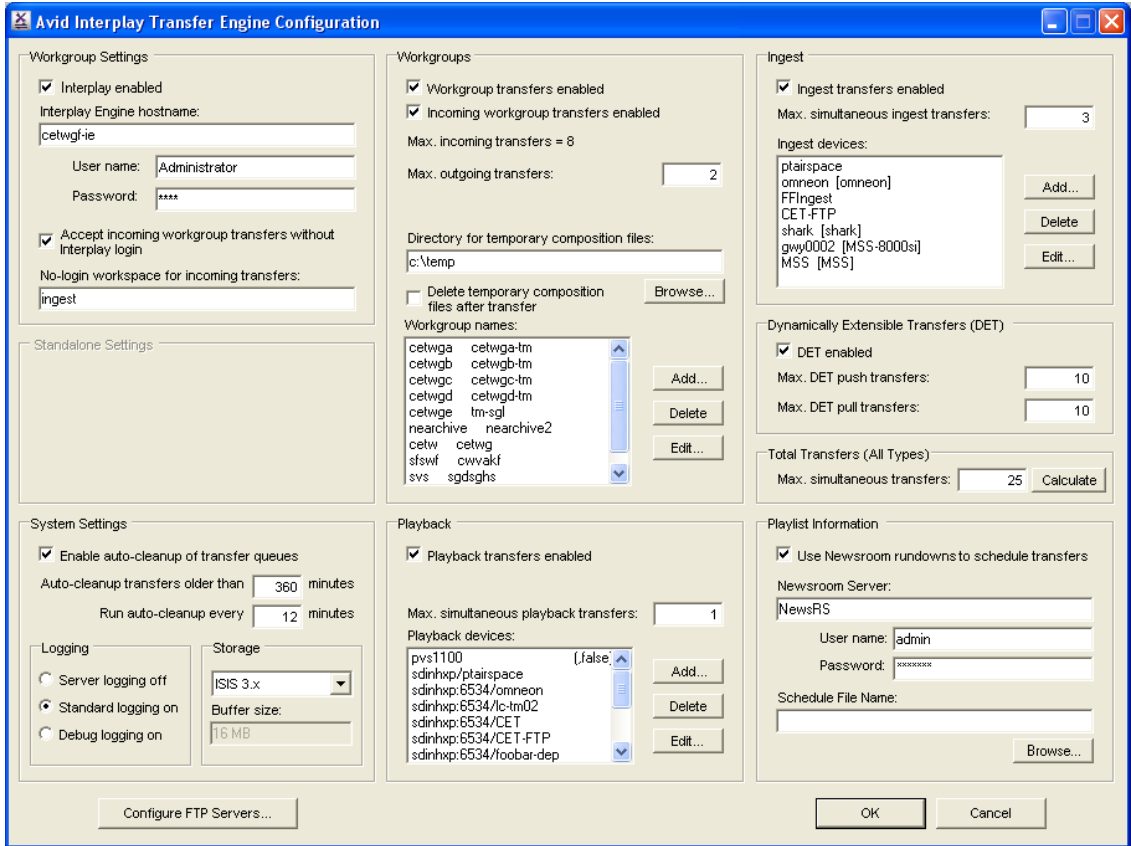 Avid Interplay Transfer Engine Configuration
Workgroup Settings
Interplay enabled
Interplay Engine hostname:
cetwgf-ie
User name: Administrator
Password: ****
Accept incoming workgroup transfers without
Interplay login
No-login workspace for incoming transfers:
ingest
Standalone Settings
System Settings
Enable auto-cleanup of transfer queues
Auto-cleanup transfers older than 360 minutes
Run auto-cleanup every 12 minutes
Logging
Server logging off
Standard logging on
Debug logging on
Storage
ISIS 3.x
Buffer size:
16 MB
Configure FTP Servers...
Workgroups
Workgroup transfers enabled
Incoming workgroup transfers enabled
Max. incoming transfers = 8
Max. outgoing transfers: 2
Directory for temporary composition files:
c:\temp
Delete temporary composition
files after transfer
Browse...
Workgroup names:
cetwga cetwga-tm
cetwgb cetwgb-tm
cetwgc cetwgc-tm
cetwgd cetwgd-tm
cetwge tm-sgl
nearchive nearchive2
cetw cetwg
sfswf cwvakf
svs sgdsghs
Add...
Delete
Edit...
Playback
Playback transfers enabled
Max. simultaneous playback transfers: 1
Playback devices:
pvs1100 (,false)
sdinhxp/ptairspace
sdinhxp:6534/omneon
sdinhxp:6534/lc-tm02
sdinhxp:6534/CET
sdinhxp:6534/CET-FTP
sdinhxp:6534/foobar-dep
Add...
Delete
Edit...
Ingest
Ingest transfers enabled
Max. simultaneous ingest transfers: 3
Ingest devices:
ptairspace
omneon [omneon]
FFIngest
CET-FTP
shark [shark]
gwy0002 [MSS-8000si]
MSS [MSS]
Add...
Delete
Edit...
Dynamically Extensible Transfers (DET)
DET enabled
Max. DET push transfers: 10
Max. DET pull transfers: 10
Total Transfers (All Types)
Max. simultaneous transfers: 25 Calculate
Playlist Information
Use Newsroom rundowns to schedule transfers
Newsroom Server:
NewsRS
User name: admin
Password: *******
Schedule File Name:
Browse...
OK Cancel